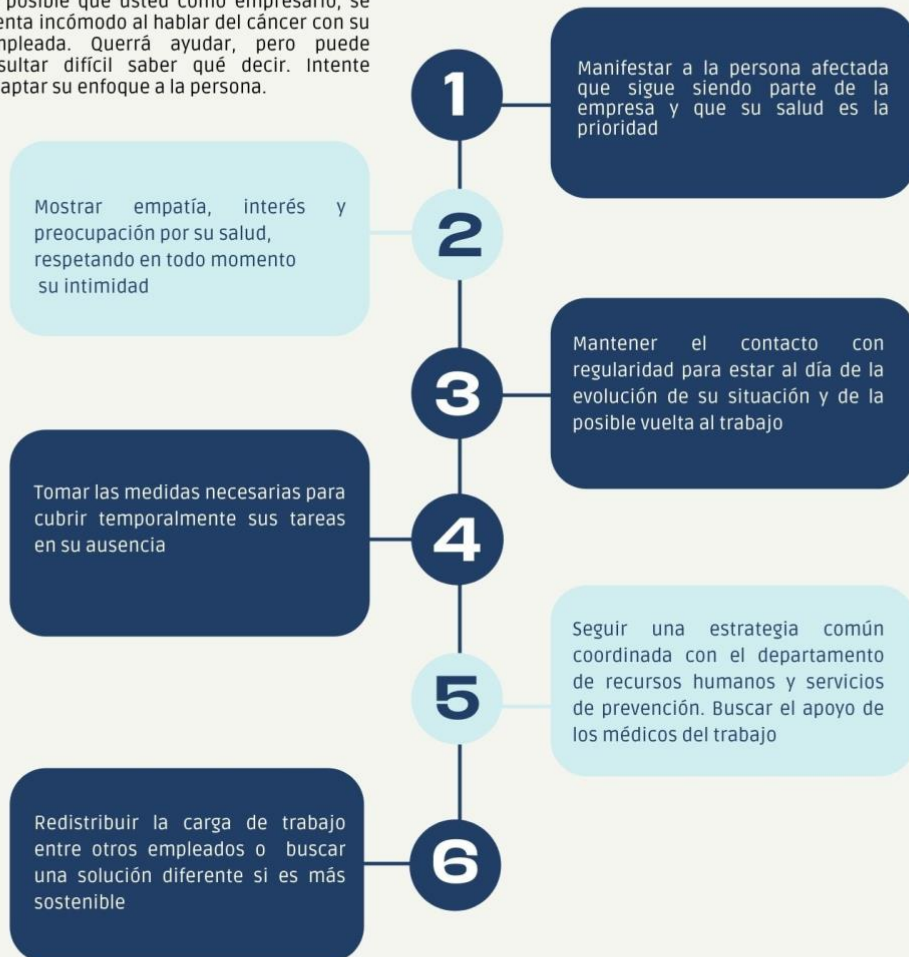 posible que usted como empresario, se
incómodo al hablar del cáncer con su
Querrá ayudar, pero puede
difícil saber qué decir. Intente
su enfoque a la persona.
1
Manifestar a la persona afectada
que sigue siendo parte de la
empresa y que su salud es la
prioridad
Mostrar empatía, interés y
preocupación por su salud,
respetando en todo momento
su intimidad
2
3
Mantener el contacto con
regularidad para estar al día de la
evolución de su situación y de la
posible vuelta al trabajo
Tomar las medidas necesarias para
cubrir temporalmente sus tareas
en su ausencia
4
5
Seguir una estrategia común
coordinada con el departamento
de recursos humanos y servicios
de prevención. Buscar el apoyo de
los médicos del trabajo
Redistribuir la carga de trabajo
entre otros empleados o buscar
una solución diferente si es más
sostenible
6